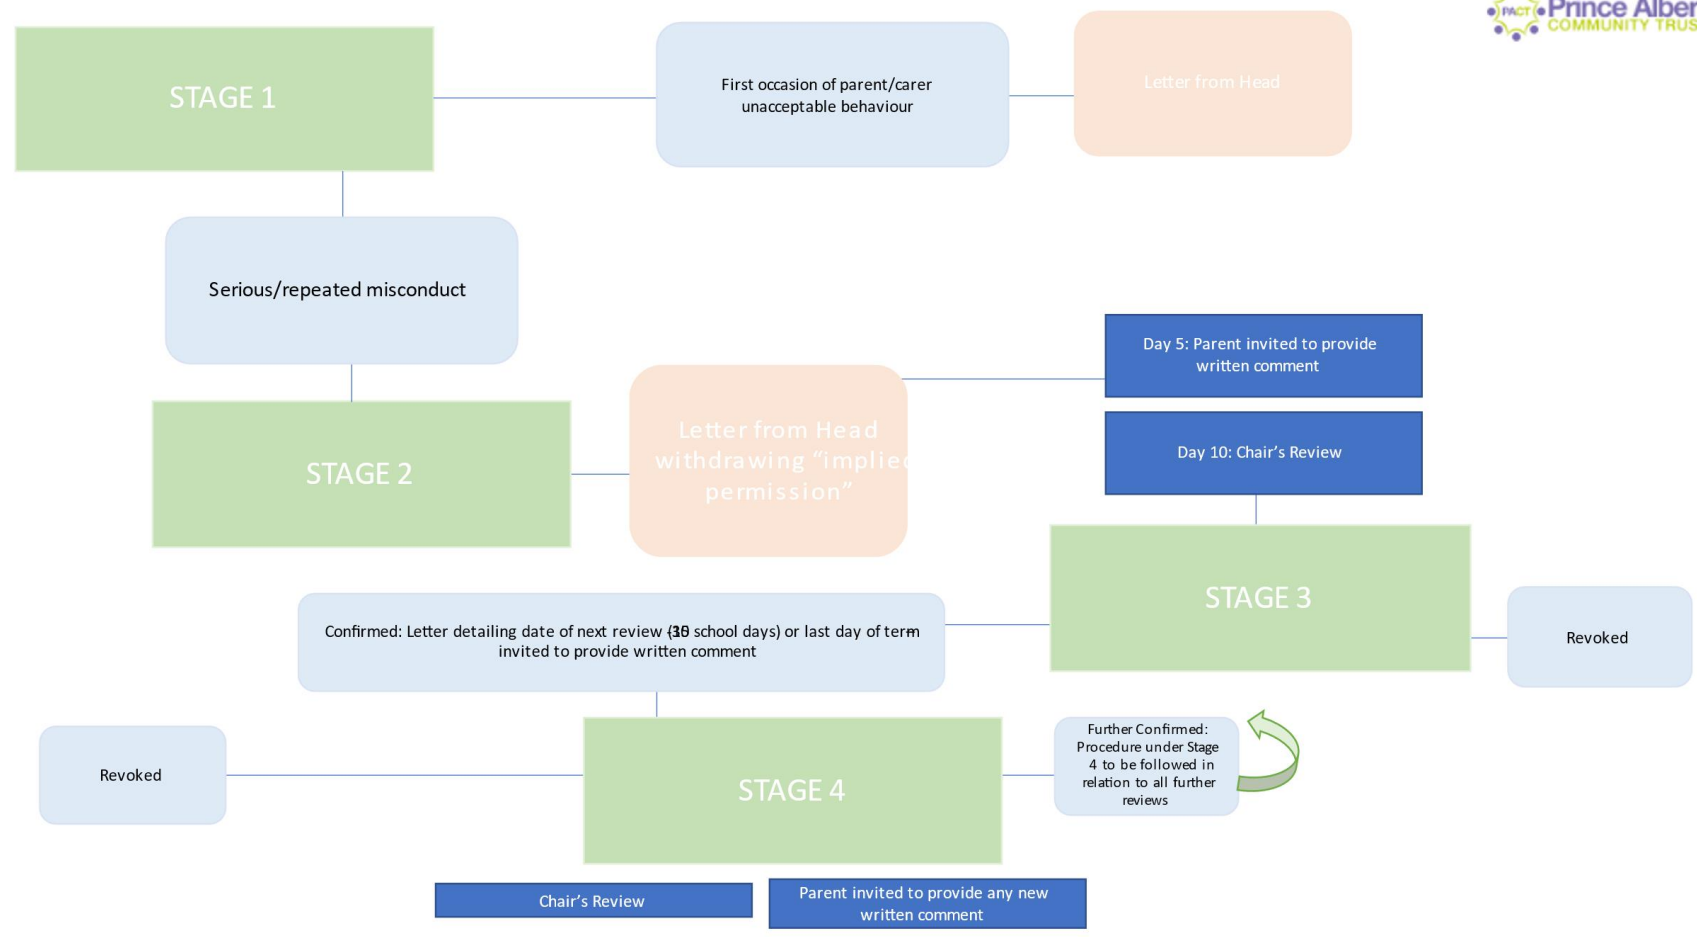 PACT Prince Alber
COMMUNITY TRUS
STAGE 1
First occasion of parent/carer
unacceptable behaviour
Letter from Head
Serious/repeated misconduct
Day 5: Parent invited to provide
written comment
Day 10: Chair’s Review
STAGE 2
Letter from Head
withdrawing “implied
permission”
STAGE 3
Revoked
Confirmed: Letter detailing date of next review school days) or last day of term
invited to provide written comment
Revoked
STAGE 4
Further Confirmed:
Procedure under Stage
4 to be followed in
relation to all further
reviews
Chair’s Review
Parent invited to provide any new
written comment